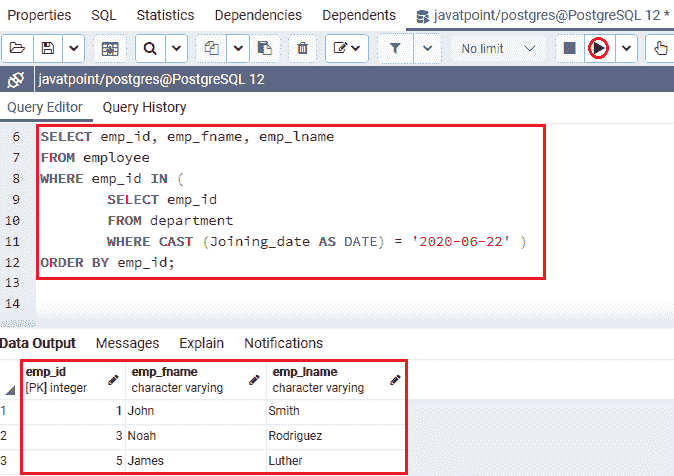 Properties SQL Statistics Dependencies Dependents javatpoint/postgres@PostgreSQL 12 *
No limit
javatpoint/postgres@PostgreSQL 12
Query Editor Query History
6 SELECT emp_id, emp_fname, emp_lname
7 FROM employee
8 WHERE emp_id IN (
9 SELECT emp_id
10 FROM department
11 WHERE CAST (Joining_date AS DATE) = '2020-06-22' )
12 ORDER BY emp_id;
13
14
Data Output Messages Explain Notifications
emp_id emp_fname emp_lname
[PK] integer character varying character varying
1 1 John Smith
2 3 Noah Rodriguez
3 5 James Luther